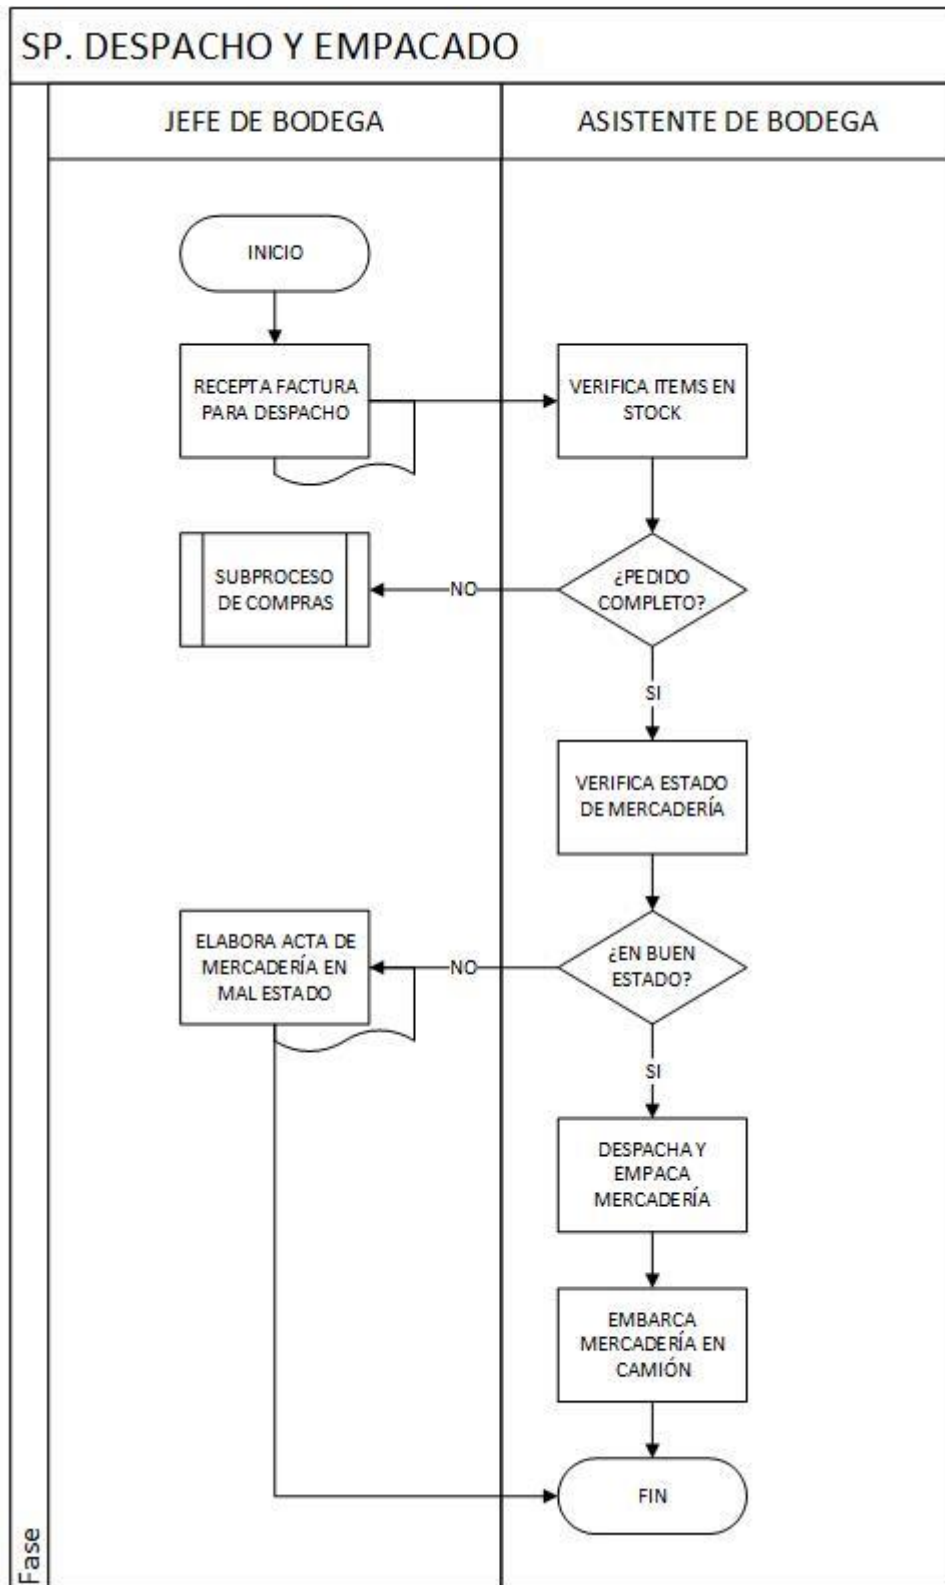 SP. DESPACHO Y EMPACADO
JEFE DE BODEGA
ASISTENTE DE BODEGA
INICIO
RECEPTA FACTURA
PARA DESPACHO
VERIFICA ITEMS EN
STOCK
SUBPROCESO
DE COMPRAS
NO
¿PEDIDO
COMPLETO?
SI
VERIFICA ESTADO
DE MERCADERÍA
ELABORA ACTA DE
MERCADERÍA EN
MAL ESTADO
NO
¿EN BUEN
ESTADO?
SI
DESPACHA Y
EMPACA
MERCADERÍA
EMBARCA
MERCADERÍA EN
CAMIÓN
FIN
Fase